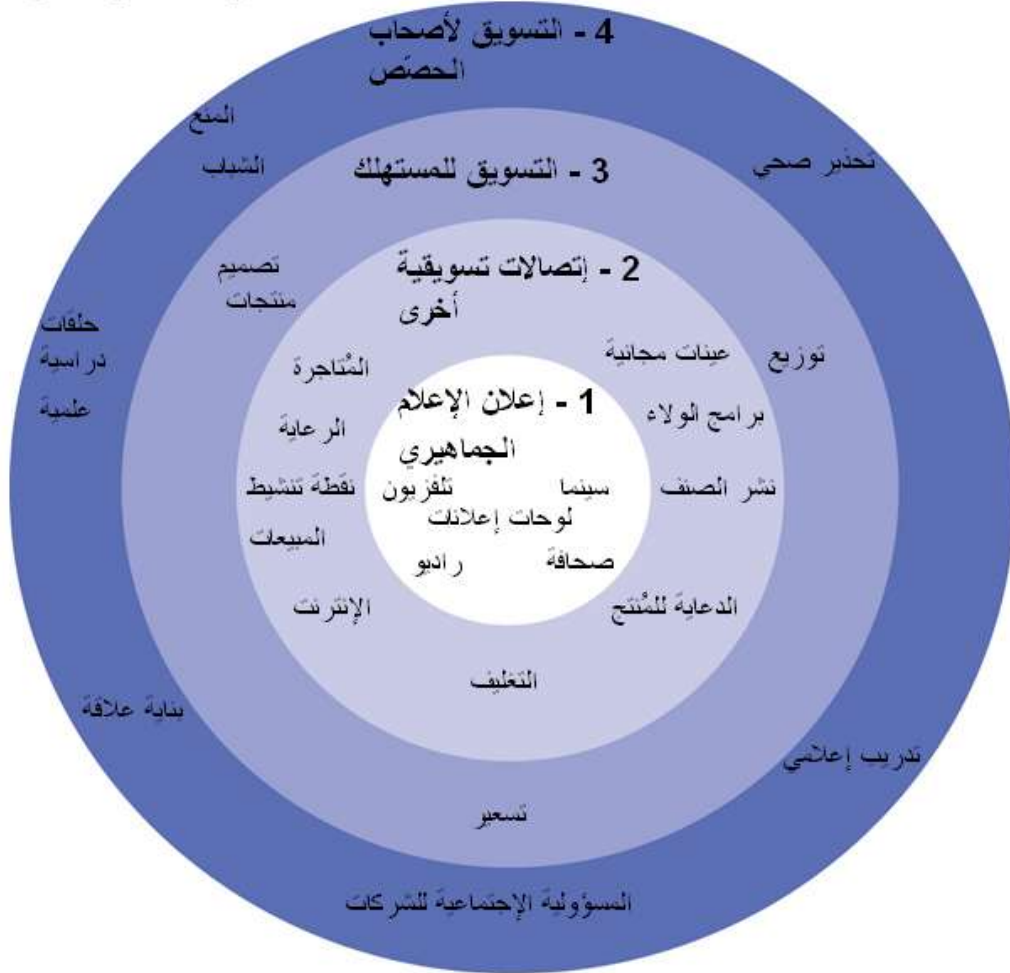 4 - التسويق لأصحاب
الحصص
المنع
الشباب
تحذير صحي
3 - التسويق للمستهلك
تصميم
منتجات
2 - إتصالات تسويقية
أخرى
حلقات
دراسية
علمية
توزيع
عينات مجانية
المُتاجرة
برامج الولاء
1 - إعلان الإعلام
الجماهيري
الرعاية
نشر الصنف
سينما
تلفزيون
نقطة تنشيط
المبيعات
لوحات إعلانات
صحافة
راديو
الدعاية للمُنتج
الإنترنت
التغليف
بناية علاقة
تدريب إعلامي
تسعير
المسؤولية الإجتماعية للشركات